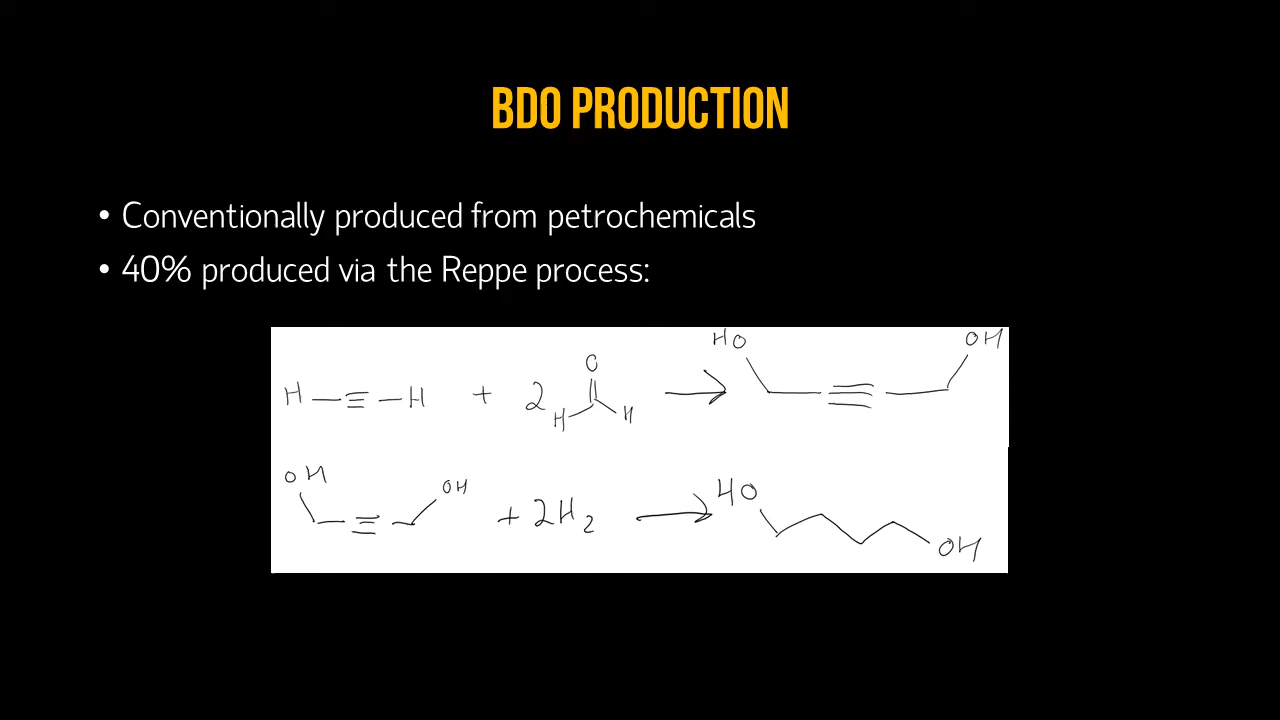 BDO PRODUCTION
• Conventionally produced from petrochemicals
• 40% produced via the Reppe process:
O
HO OH
H H + 2 H H
OH OH + 2H2 HO OH